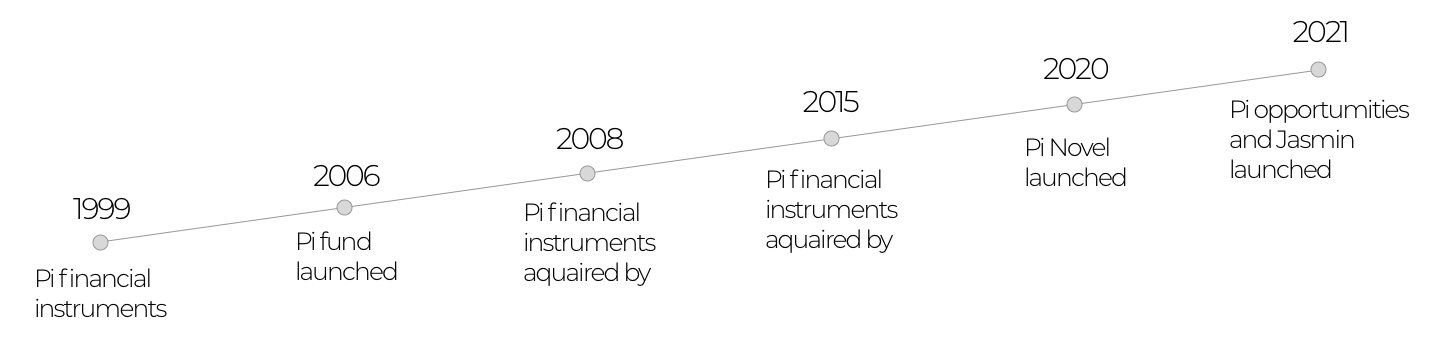 1999
Pi financial
instruments
2006
Pi fund
launched
2008
Pi financial
instruments
aquaired by
2015
Pi financial
instruments
aquaired by
2020
Pi Novel
launched
2021
Pi opportumities
and Jasmin
launched